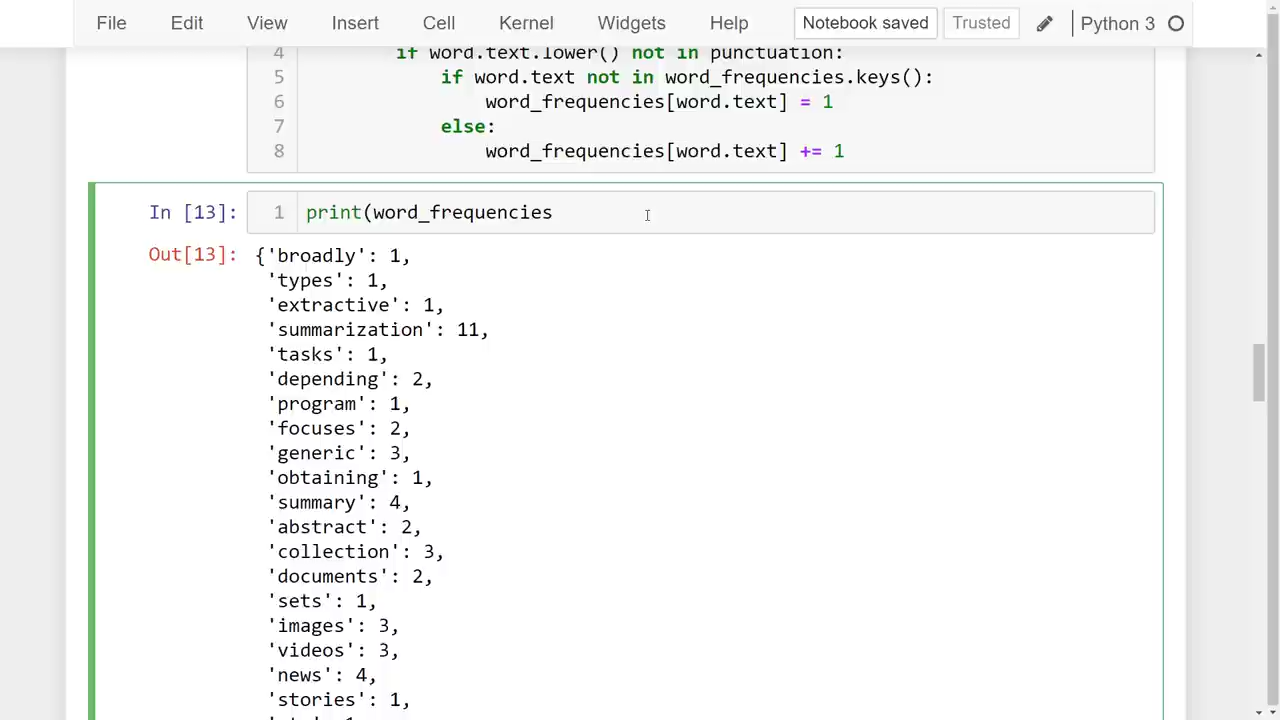 File Edit View Insert Cell Kernel Widgets Help Notebook saved Trusted Python 3
4 if word.text.lower() not in punctuation:
5 if word.text not in word_frequencies.keys():
6 word_frequencies[word.text] = 1
7 else:
8 word_frequencies[word.text] += 1
In [13]: 1 print(word_frequencies
Out[13]: {'broadly': 1,
'types': 1,
'extractive': 1,
'summarization': 11,
'tasks': 1,
'depending': 2,
'program': 1,
'focuses': 2,
'generic': 3,
'obtaining': 1,
'summary': 4,
'abstract': 2,
'collection': 3,
'documents': 2,
'sets': 1,
'images': 3,
'videos': 3,
'news': 4,
'stories': 1,